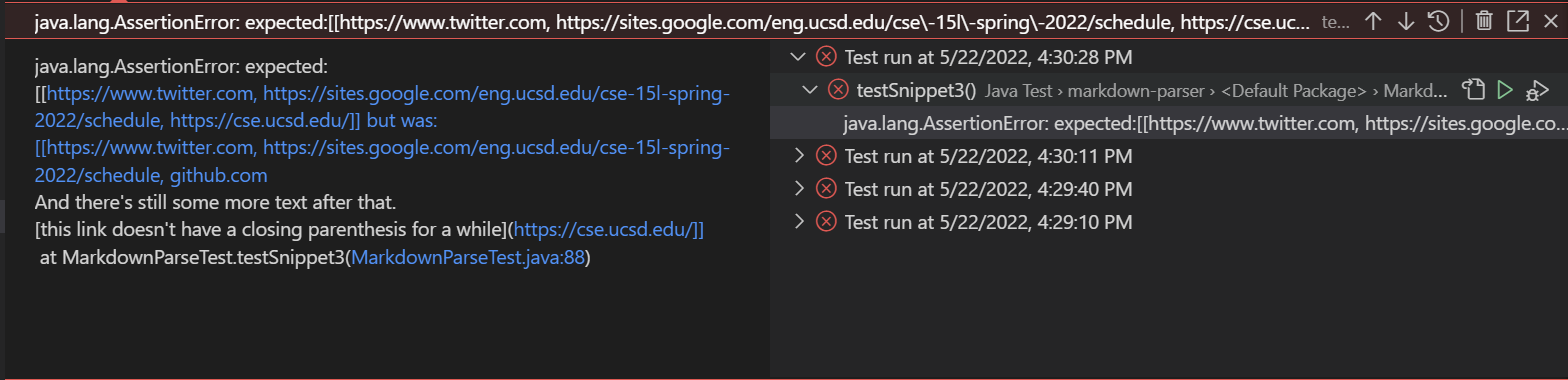 java.lang.AssertionError: expected:[[https://www.twitter.com, https://sites.google.com/eng.ucsd.edu/cse\-15l\-spring\-2022/schedule, https://cse.uc... te...
java.lang.AssertionError: expected:
[[https://www.twitter.com, https://sites.google.com/eng.ucsd.edu/cse-15l-spring-
2022/schedule, https://cse.ucsd.edu/]] but was:
[[https://www.twitter.com, https://sites.google.com/eng.ucsd.edu/cse-15l-spring-
2022/schedule, github.com
And there's still some more text after that.
[this link doesn't have a closing parenthesis for a while](https://cse.ucsd.edu/]]
at MarkdownParseTest.testSnippet3(MarkdownParseTest.java:88)
Test run at 5/22/2022, 4:30:28 PM
testSnippet3() Java Test › markdown-parser › <Default Package> › Markd...
java.lang.AssertionError: expected:[[https://www.twitter.com, https://sites.google.co...
Test run at 5/22/2022, 4:30:11 PM
Test run at 5/22/2022, 4:29:40 PM
Test run at 5/22/2022, 4:29:10 PM